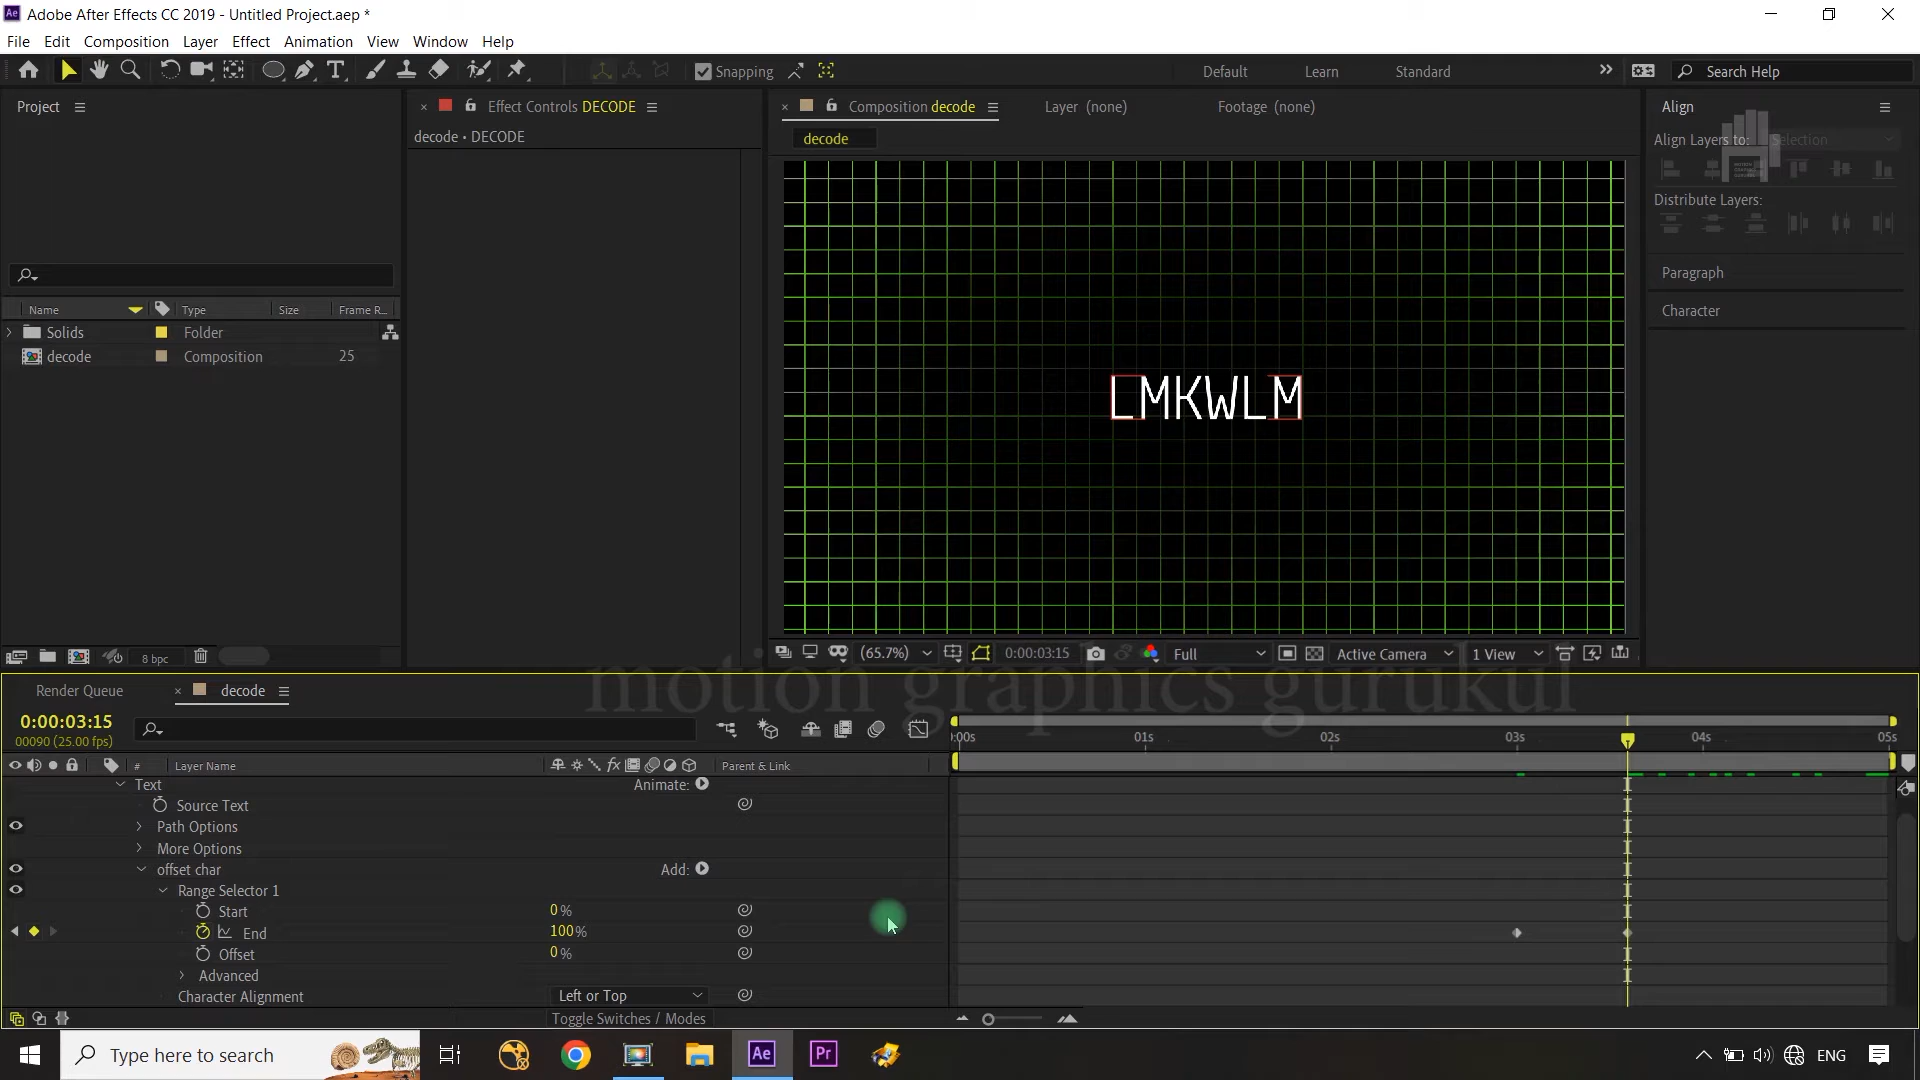 Adobe After Effects CC 2019 - Untitled Project.aep *
File Edit Composition Layer Effect Animation View Window Help
Snapping Default Learn Standard Search Help
Project
Effect Controls DECODE
Composition decode
Layer (none)
Footage (none)
Align
decode • DECODE
decode
Align Layers to: Selection
Distribute Layers:
Paragraph
Character
Name Type Size Frame R...
Solids Folder
decode Composition 25
LMKWLM
8 bpc
(65.7%) 0:00:03:15 Full Active Camera 1 View
motion graphics gurukul
Render Queue decode
0:00:03:15
00090 (25.00 fps)
:00s 01s 02s 03s 04s 05s
# Layer Name Parent & Link
Text Animate:
Source Text
Path Options
More Options
offset char Add:
Range Selector 1
Start 0%
End 100%
Offset 0%
Advanced
Character Alignment Left or Top
Toggle Switches / Modes
Type here to search
Ae Pr ENG